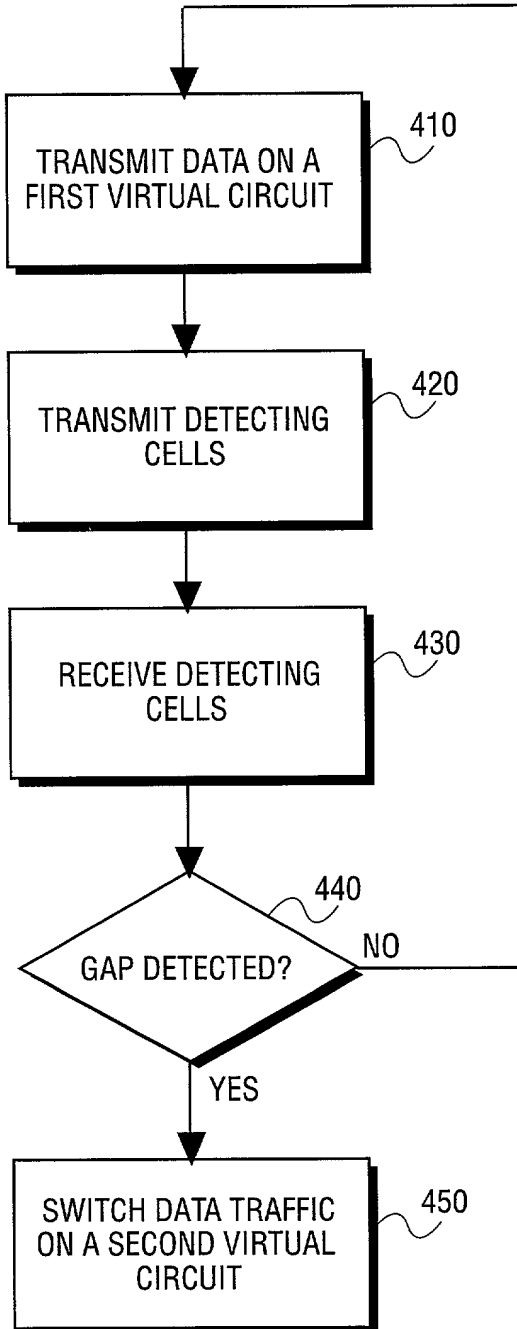 410
TRANSMIT DATA ON A
FIRST VIRTUAL CIRCUIT
420
TRANSMIT DETECTING
CELLS
430
RECEIVE DETECTING
CELLS
440
GAP DETECTED?
NO
YES
450
SWITCH DATA TRAFFIC
ON A SECOND VIRTUAL
CIRCUIT